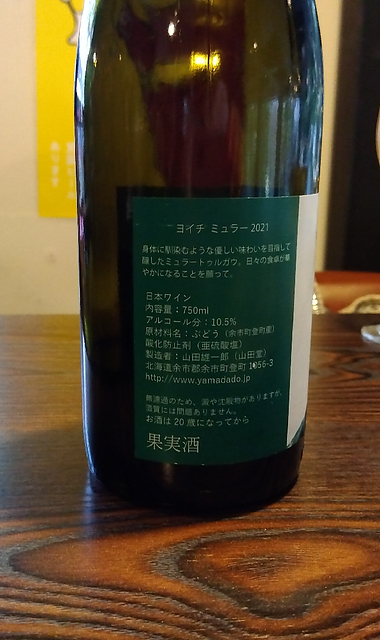 ヨイチ ミュラー 2021
身体に馴染むような優しい味わいを目指して
醸したミュラートゥルガウ。日々の食卓が華
やかになることを願って。
日本ワイン
内容量：750ml
アルコール分：10.5%
原材料名：ぶどう（余市町登町産）
酸化防止剤（亜硫酸塩）
製造者：山田雄一郎（山田堂）
北海道余市郡余市町登町 1056-3
http://www.yamadado.jp
無濾過のため、澱や沈殿物がありますが、
酒質には問題ありません。
お酒は 20 歳になってから
果実酒